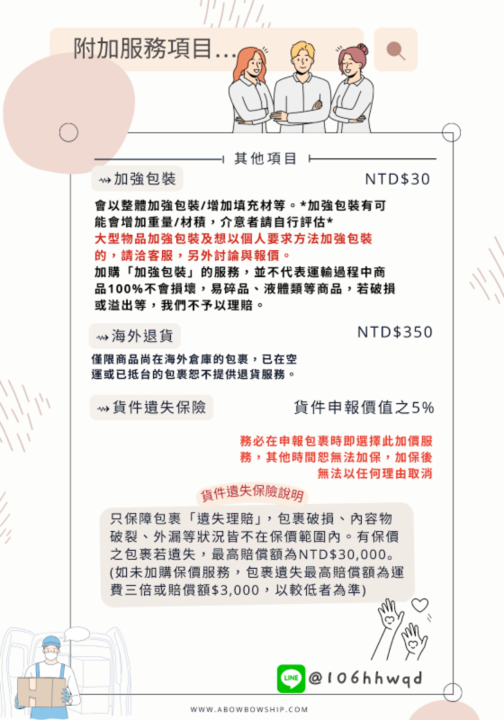 附加服務項目...
其他項目
⇝加強包裝 NTD$30
會以整體加強包裝/增加填充材等。*加強包裝有可
能會增加重量/材積，介意者請自行評估*
大型物品加強包裝及想以個人要求方法加強包裝
的，請洽客服，另外討論與報價。
加購「加強包裝」的服務，並不代表運輸過程中商
品100%不會損壞，易碎品、液體類等商品，若破損
或溢出等，我們不予以理賠。
⇝海外退貨 NTD$350
僅限商品尚在海外倉庫的包裹，已在空
運或已抵台的包裹恕不提供退貨服務。
⇝貨件遺失保險 貨件申報價值之5%
務必在申報包裹時即選擇此加價服
務，其他時間恕無法加保，加保後
無法以任何理由取消
貨件遺失保險說明
只保障包裹「遺失理賠」，包裹破損、內容物
破裂、外漏等狀況皆不在保價範圍內。有保價
之包裹若遺失，最高賠償額為NTD$30,000。
(如未加購保價服務，包裹遺失最高賠償額為運
費三倍或賠償額$3,000，以較低者為準)
LINE @106hhwqd
WWW.ABOWBOWSHIP.COM